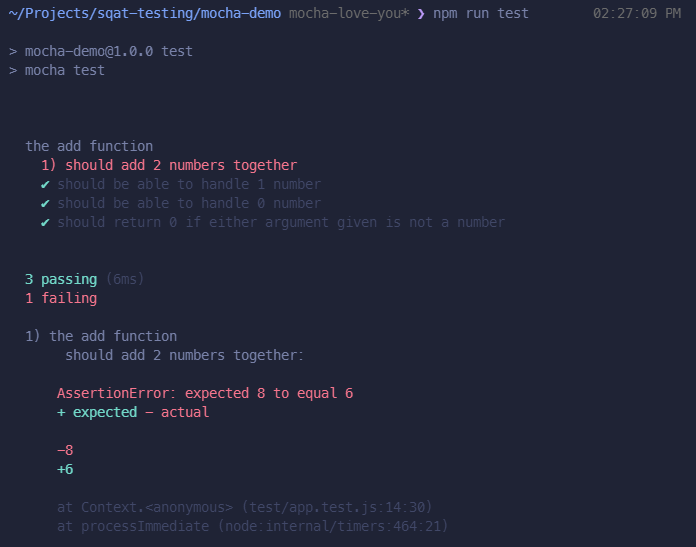 ~/Projects/sqat-testing/mocha-demo mocha-love-you* ❯ npm run test 02:27:09 PM
> mocha-demo@1.0.0 test
> mocha test
the add function
1) should add 2 numbers together
✔ should be able to handle 1 number
✔ should be able to handle 0 number
✔ should return 0 if either argument given is not a number
3 passing (6ms)
1 failing
1) the add function
should add 2 numbers together:
AssertionError: expected 8 to equal 6
+ expected - actual
-8
+6
at Context.<anonymous> (test/app.test.js:14:30)
at processImmediate (node:internal/timers:464:21)